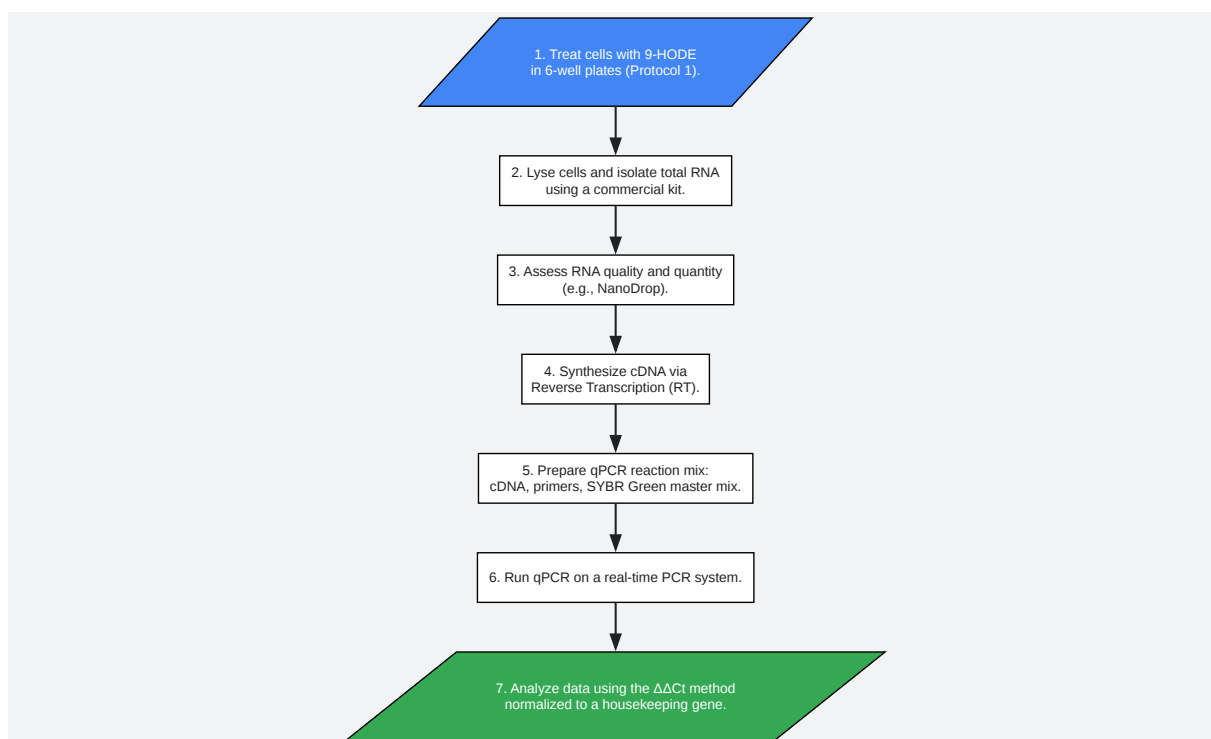 1. Treat cells with 9-HODE
in 6-well plates (Protocol 1).
2. Lyse cells and isolate total RNA
using a commercial kit.
3. Assess RNA quality and quantity
(e.g., NanoDrop).
4. Synthesize cDNA via
Reverse Transcription (RT).
5. Prepare qPCR reaction mix:
cDNA, primers, SYBR Green master mix.
6. Run qPCR on a real-time PCR system.
7. Analyze data using the ΔΔCt method
normalized to a housekeeping gene.